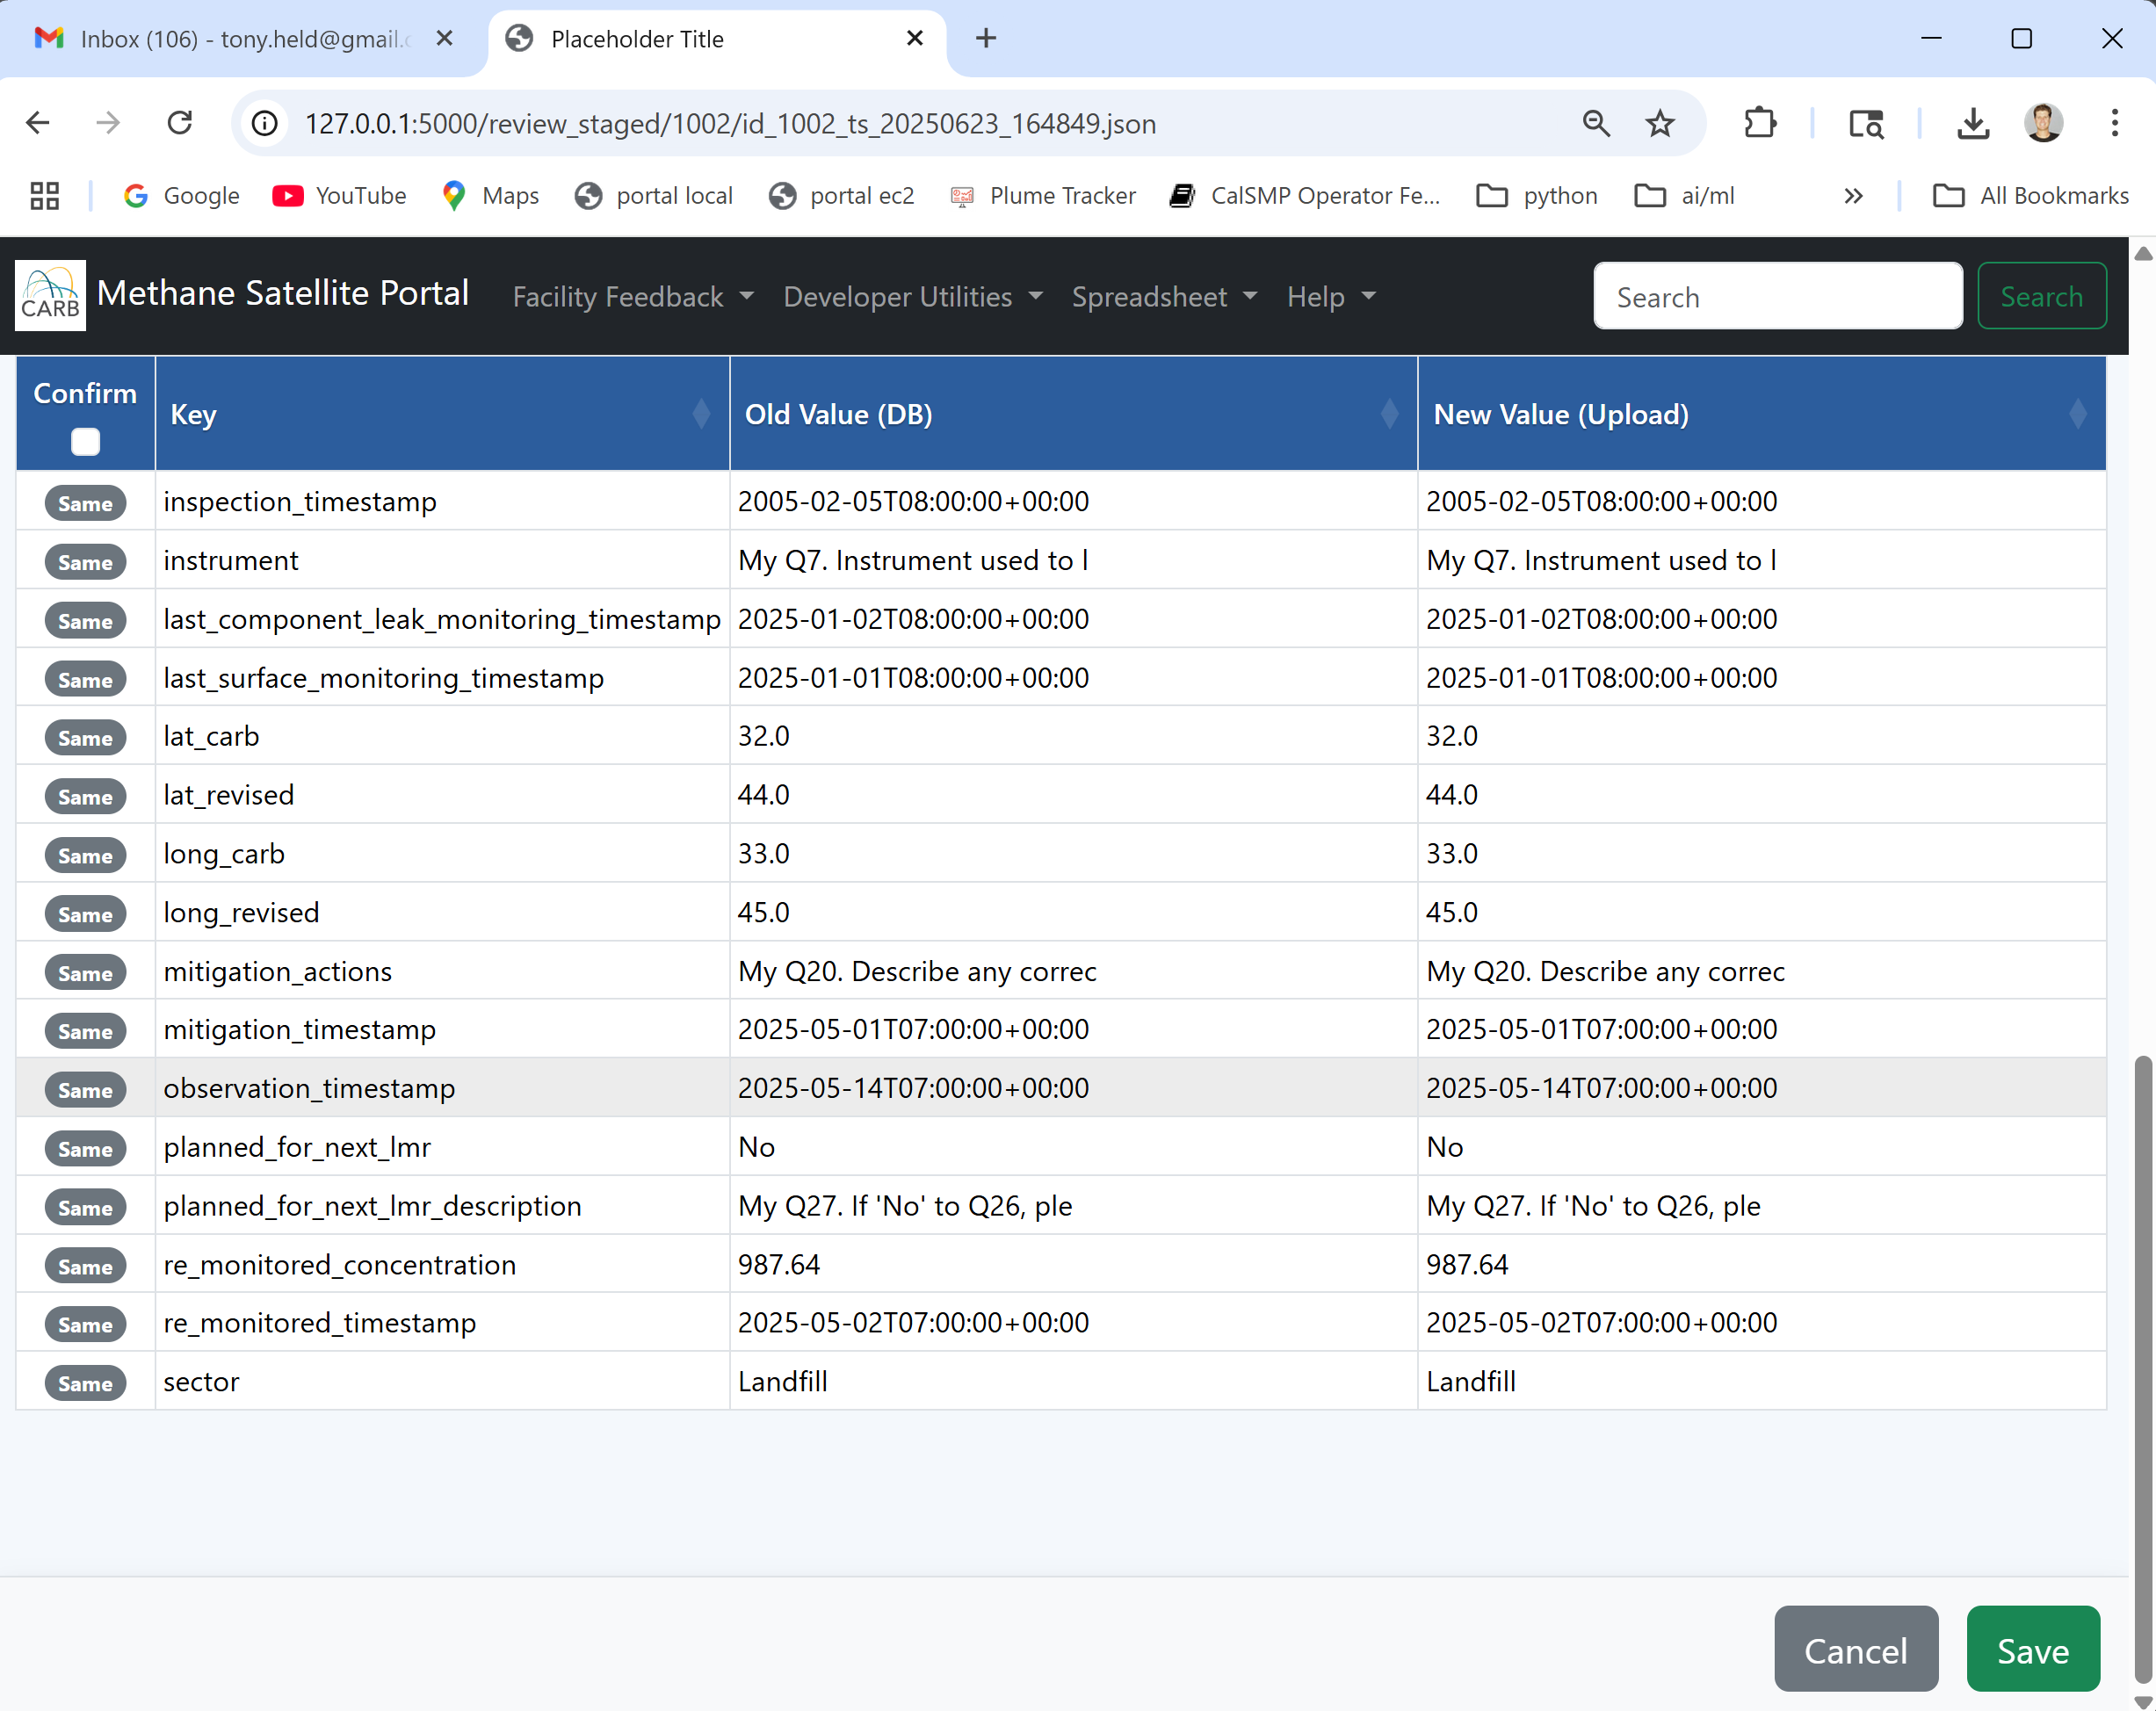 Inbox (106) - tony.held@gmail.c
Placeholder Title
127.0.0.1:5000/review_staged/1002/id_1002_ts_20250623_164849.json
Google YouTube Maps portal local portal ec2 Plume Tracker CalSMP Operator Fe... python ai/ml » All Bookmarks
CARB Methane Satellite Portal Facility Feedback Developer Utilities Spreadsheet Help Search Search
Confirm Key Old Value (DB) New Value (Upload)
Same inspection_timestamp 2005-02-05T08:00:00+00:00 2005-02-05T08:00:00+00:00
Same instrument My Q7. Instrument used to l My Q7. Instrument used to l
Same last_component_leak_monitoring_timestamp 2025-01-02T08:00:00+00:00 2025-01-02T08:00:00+00:00
Same last_surface_monitoring_timestamp 2025-01-01T08:00:00+00:00 2025-01-01T08:00:00+00:00
Same lat_carb 32.0 32.0
Same lat_revised 44.0 44.0
Same long_carb 33.0 33.0
Same long_revised 45.0 45.0
Same mitigation_actions My Q20. Describe any correc My Q20. Describe any correc
Same mitigation_timestamp 2025-05-01T07:00:00+00:00 2025-05-01T07:00:00+00:00
Same observation_timestamp 2025-05-14T07:00:00+00:00 2025-05-14T07:00:00+00:00
Same planned_for_next_lmr No No
Same planned_for_next_lmr_description My Q27. If 'No' to Q26, ple My Q27. If 'No' to Q26, ple
Same re_monitored_concentration 987.64 987.64
Same re_monitored_timestamp 2025-05-02T07:00:00+00:00 2025-05-02T07:00:00+00:00
Same sector Landfill Landfill
Cancel Save